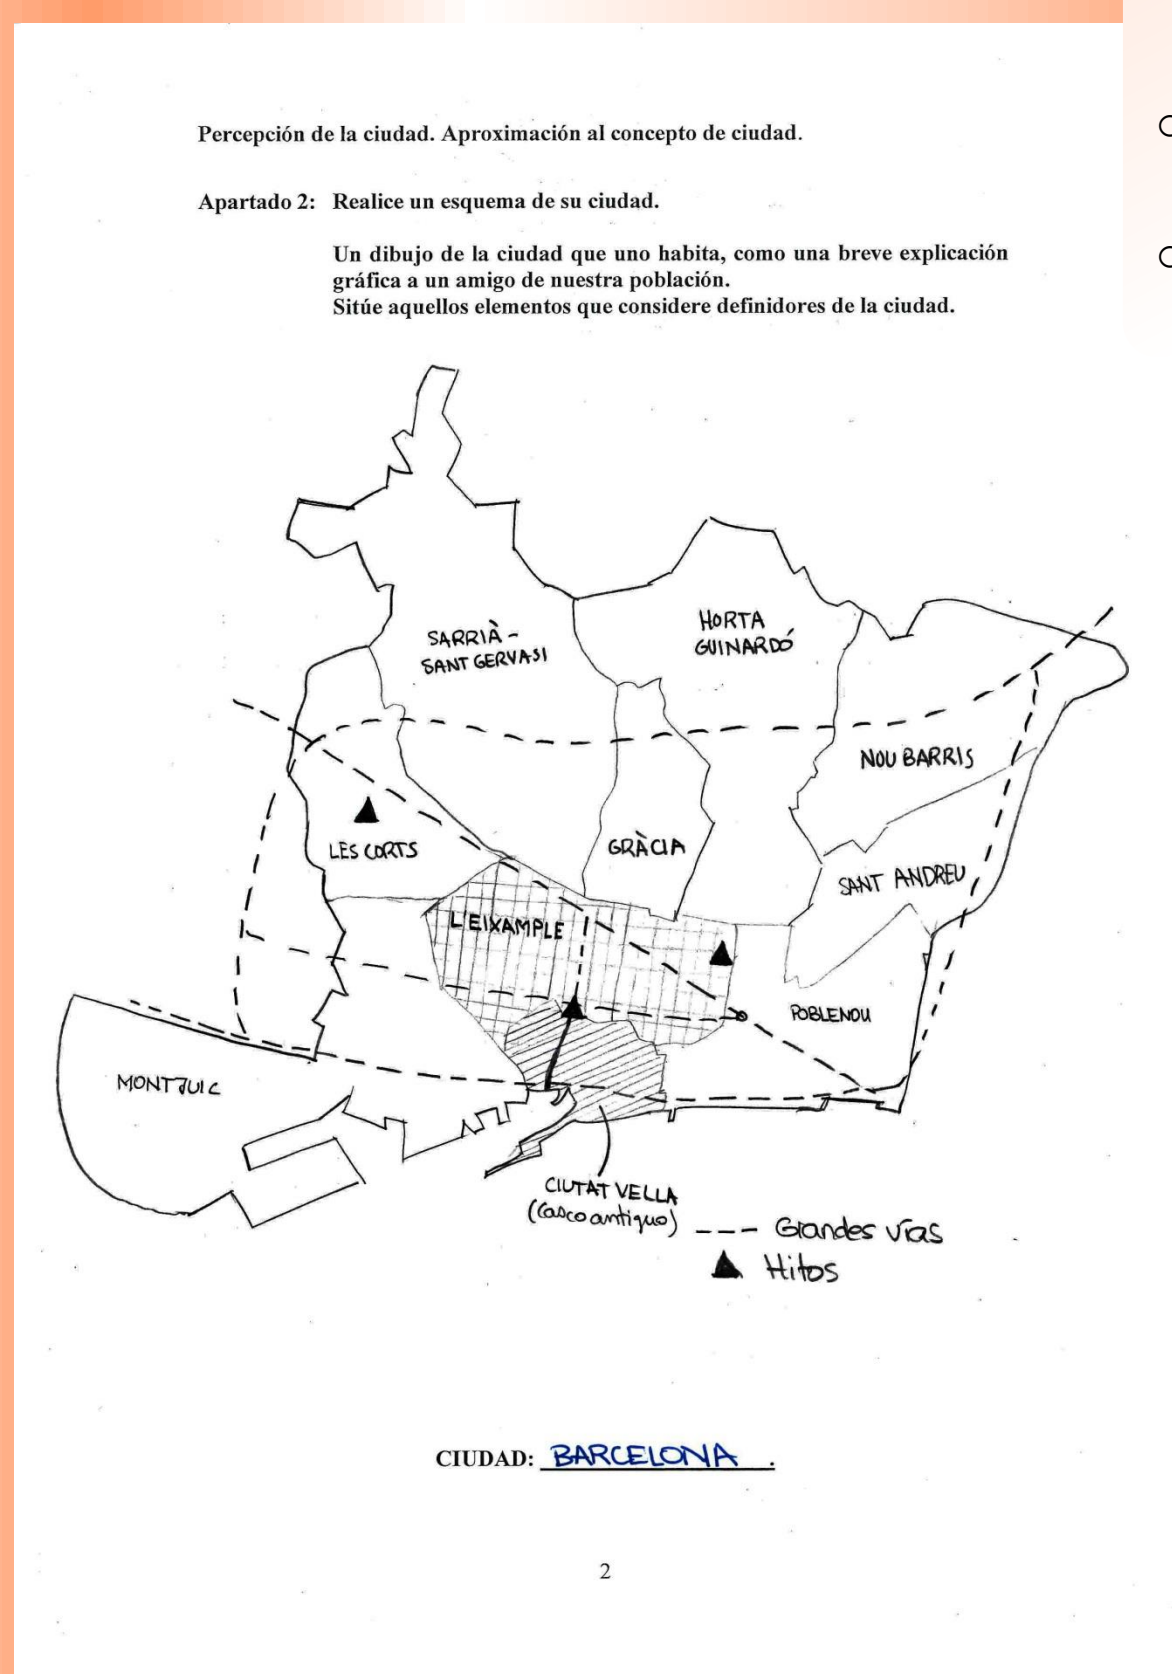 Percepción de la ciudad. Aproximación al concepto de ciudad.
Apartado 2: Realice un esquema de su ciudad.
Un dibujo de la ciudad que uno habita, como una breve explicación
gráfica a un amigo de nuestra población.
Sitúe aquellos elementos que considere definidores de la ciudad.
SARRIÀ -
SANT GERVASI
HORTA
GUINARDÓ
NOU BARRIS
LES CORTS
GRÀCIA
SANT ANDREU
L'EIXAMPLE
POBLENOU
MONTJUIC
CIUTAT VELLA
(Casco antiguo)
--- Grandes vías
▲ Hitos
CIUDAD: BARCELONA .
2